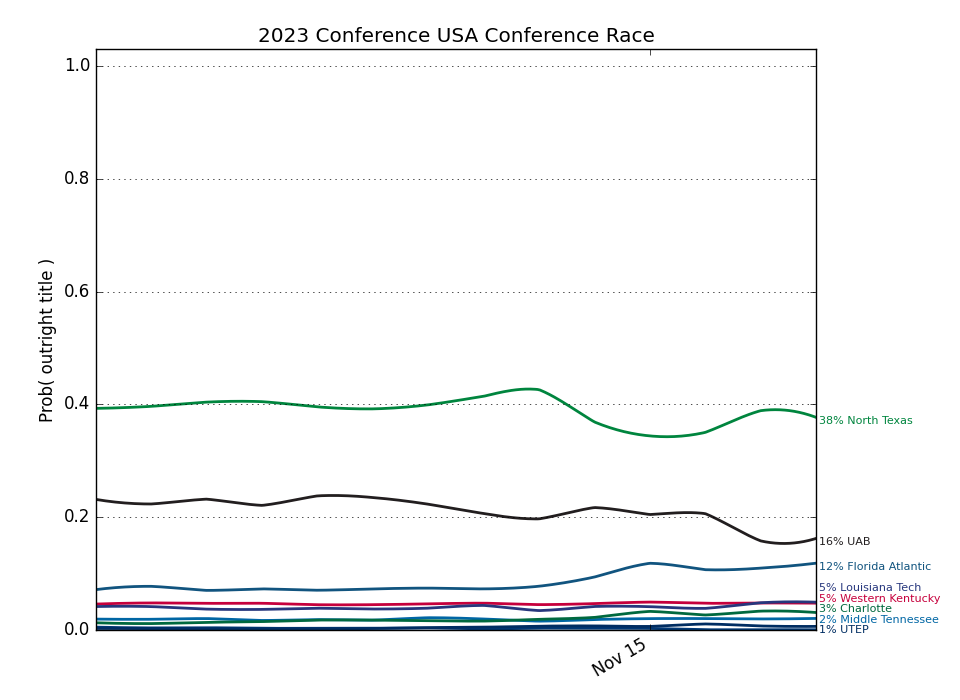 2023 Conference USA Conference Race
1.0
0.8
0.6
0.4
0.2
0.0
Prob( outright title )
Nov 15
38% North Texas
16% UAB
12% Florida Atlantic
5% Louisiana Tech
5% Western Kentucky
3% Charlotte
2% Middle Tennessee
1% UTEP